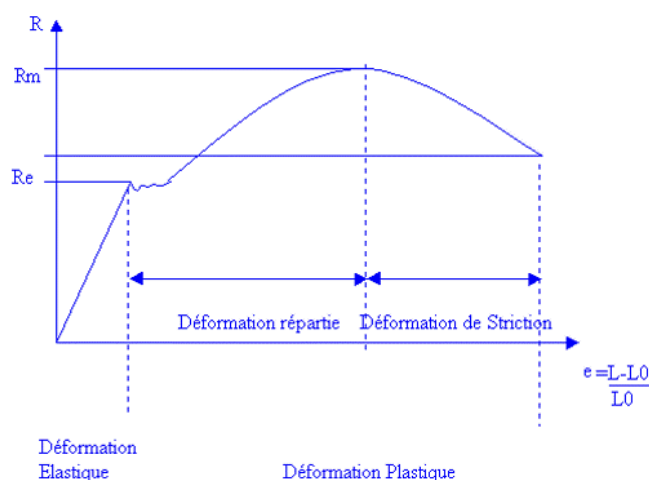 R
Rm
Re
Déformation répartie
Déformation de Striction
e = L-L0
L0
Déformation
Elastique
Déformation Plastique